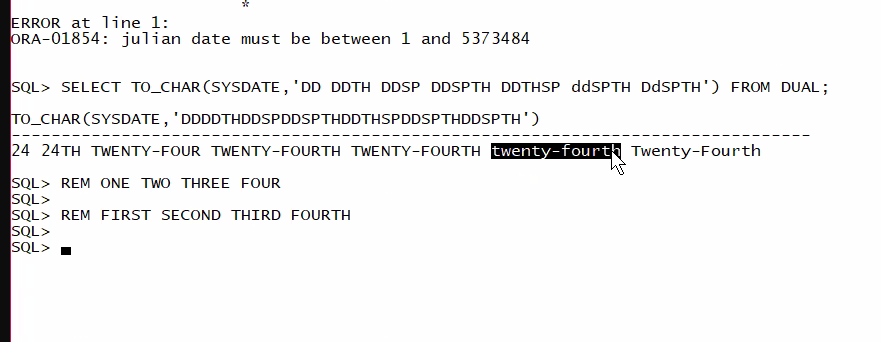 *
ERROR at line 1:
ORA-01854: julian date must be between 1 and 5373484
SQL> SELECT TO_CHAR(SYSDATE,'DD DDTH DDSP DDSPTH DDTHSP ddSPTH DdSPTH') FROM DUAL;
TO_CHAR(SYSDATE,'DDDDTHDDSPDDSPTHDDTHSPDDSPTHDDSPTH')
--------------------------------------------------------------------------------
24 24TH TWENTY-FOUR TWENTY-FOURTH TWENTY-FOURTH twenty-fourth Twenty-Fourth
SQL> REM ONE TWO THREE FOUR
SQL>
SQL> REM FIRST SECOND THIRD FOURTH
SQL>
SQL>